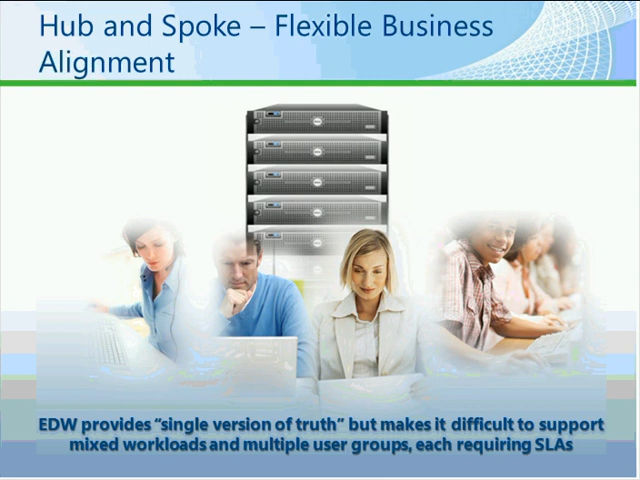 Hub and Spoke – Flexible Business
Alignment
EDW provides “single version of truth” but makes it difficult to support
mixed workloads and multiple user groups, each requiring SLAs